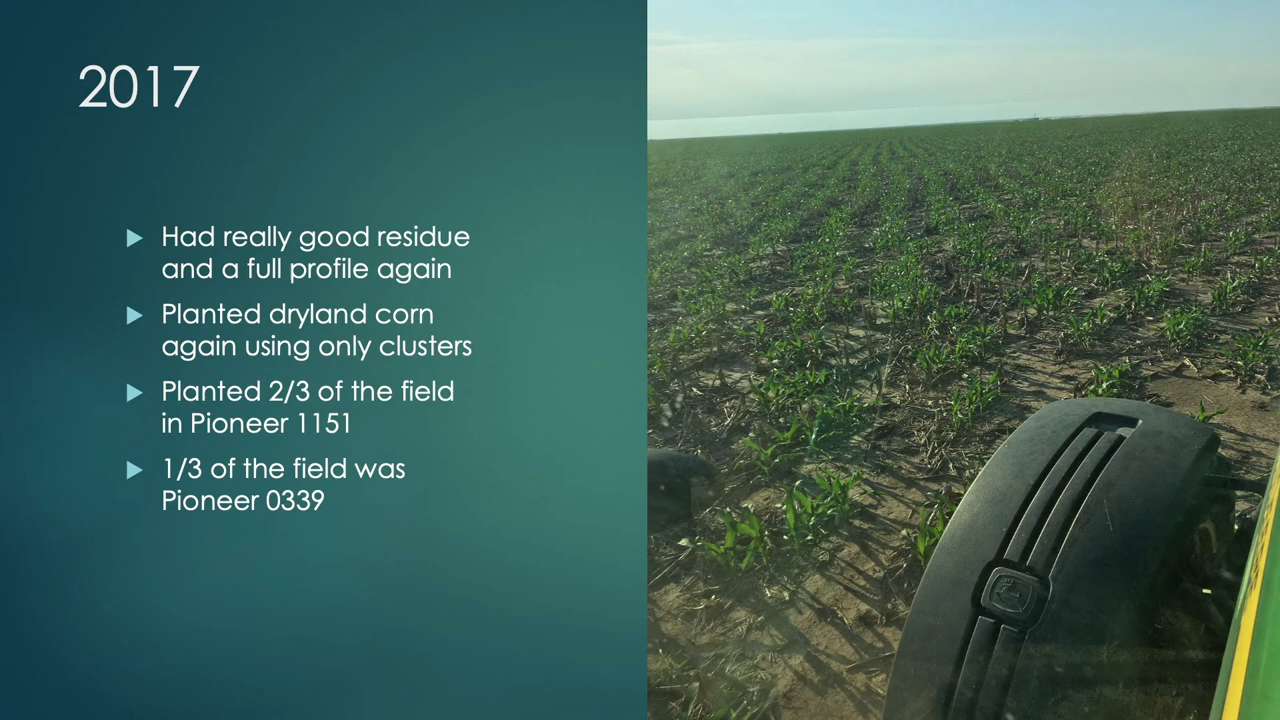 2017
Had really good residue
and a full profile again
Planted dryland corn
again using only clusters
Planted 2/3 of the field
in Pioneer 1151
1/3 of the field was
Pioneer 0339